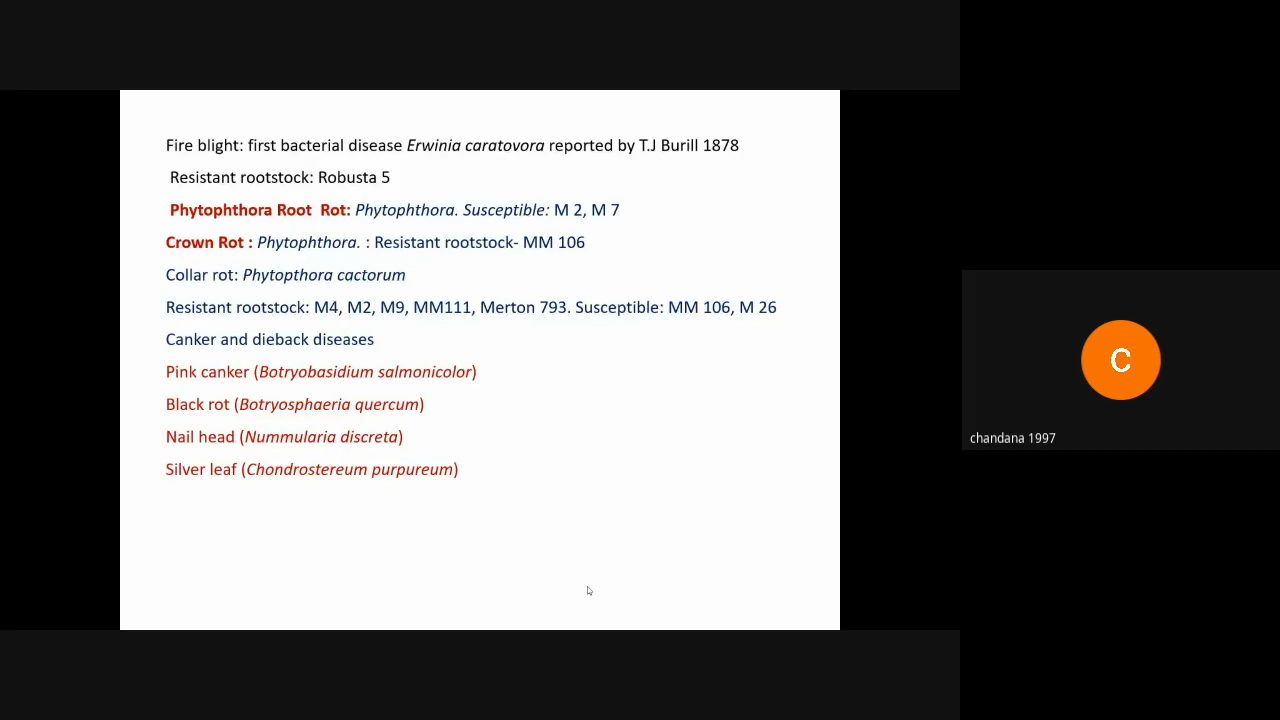 Fire blight: first bacterial disease Erwinia caratovora reported by T.J Burill 1878
Resistant rootstock: Robusta 5
Phytophthora Root Rot: Phytophthora. Susceptible: M 2, M 7
Crown Rot : Phytophthora. : Resistant rootstock- MM 106
Collar rot: Phytopthora cactorum
Resistant rootstock: M4, M2, M9, MM111, Merton 793. Susceptible: MM 106, M 26
Canker and dieback diseases
Pink canker (Botryobasidium salmonicolor)
Black rot (Botryosphaeria quercum)
Nail head (Nummularia discreta)
Silver leaf (Chondrostereum purpureum)
C
chandana 1997